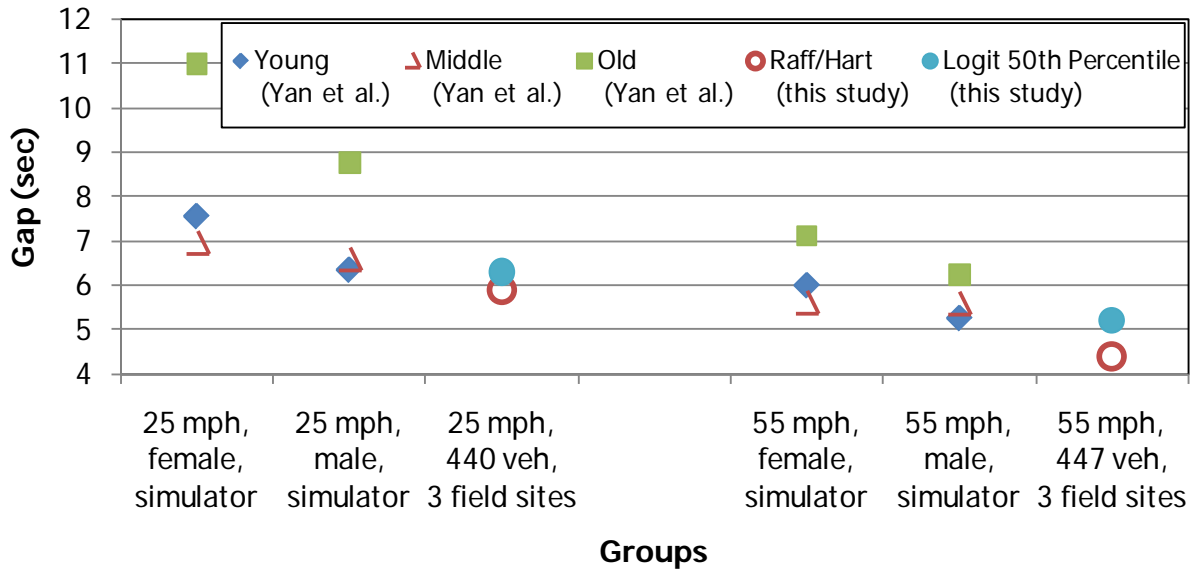 12
11
10
9
8
7
6
5
4
Gap (sec)
Young
(Yan et al.)
Middle
(Yan et al.)
Old
(Yan et al.)
Raff/Hart
(this study)
Logit 50th Percentile
(this study)
25 mph,
female,
simulator
25 mph,
male,
simulator
25 mph,
440 veh,
3 field sites
55 mph,
female,
simulator
55 mph,
male,
simulator
55 mph,
447 veh,
3 field sites
Groups